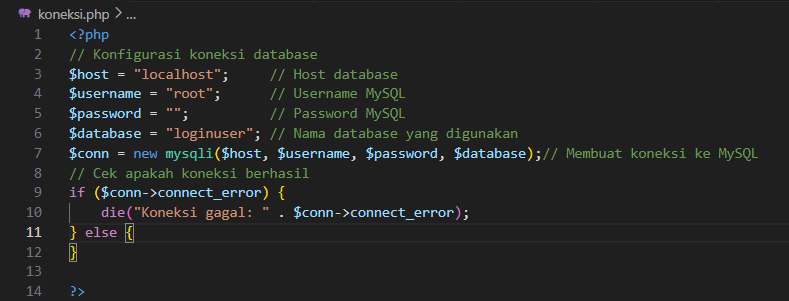 koneksi.php > ...
1 <?php
2 // Konfigurasi koneksi database
3 $host = "localhost";     // Host database
4 $username = "root";      // Username MySQL
5 $password = "";          // Password MySQL
6 $database = "loginuser"; // Nama database yang digunakan
7 $conn = new mysqli($host, $username, $password, $database);// Membuat koneksi ke MySQL
8 // Cek apakah koneksi berhasil
9 if ($conn->connect_error) {
10     die("Koneksi gagal: " . $conn->connect_error);
11 } else {
12 }
13
14 ?>